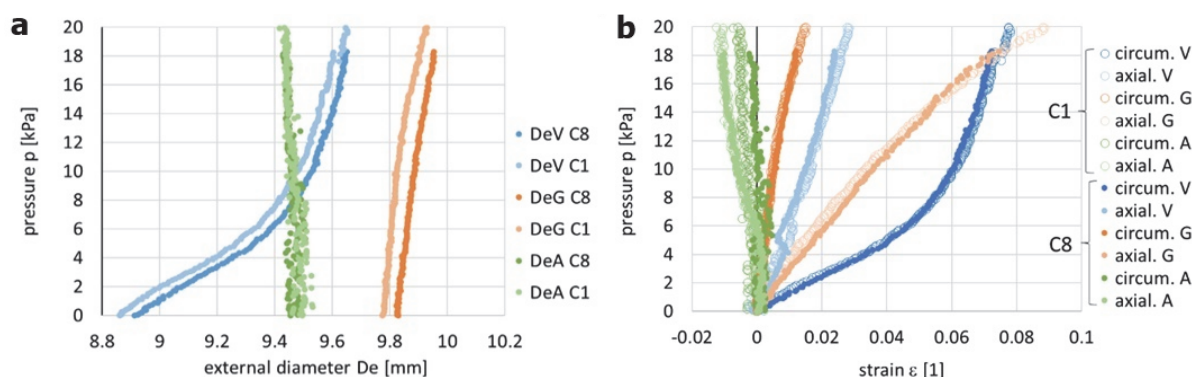 a
20
18
16
14
12
10
8
6
4
2
0
pressure p [kPa]
8.8 9 9.2 9.4 9.6 9.8 10 10.2
external diameter De [mm]
DeV C8
DeV C1
DeG C8
DeG C1
DeA C8
DeA C1
b
20
18
16
14
12
10
8
6
4
2
0
pressure p [kPa]
-0.02 0 0.02 0.04 0.06 0.08 0.1
strain ε [1]
C1
circum. V
axial. V
circum. G
axial. G
circum. A
axial. A
C8
circum. V
axial. V
circum. G
axial. G
circum. A
axial. A